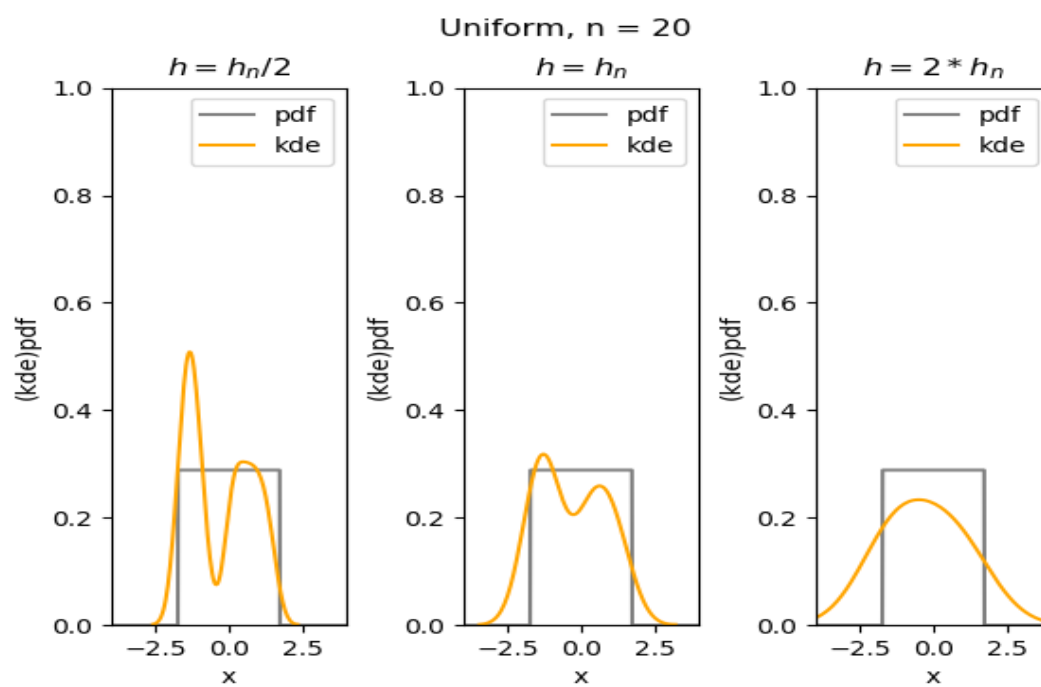 Uniform, n = 20
h = hₙ/2
1.0
0.8
0.6
0.4
0.2
0.0
(kde)pdf
pdf
kde
−2.5 0.0 2.5
x
h = hₙ
1.0
0.8
0.6
0.4
0.2
0.0
(kde)pdf
pdf
kde
−2.5 0.0 2.5
x
h = 2 * hₙ
1.0
0.8
0.6
0.4
0.2
0.0
(kde)pdf
pdf
kde
−2.5 0.0 2.5
x